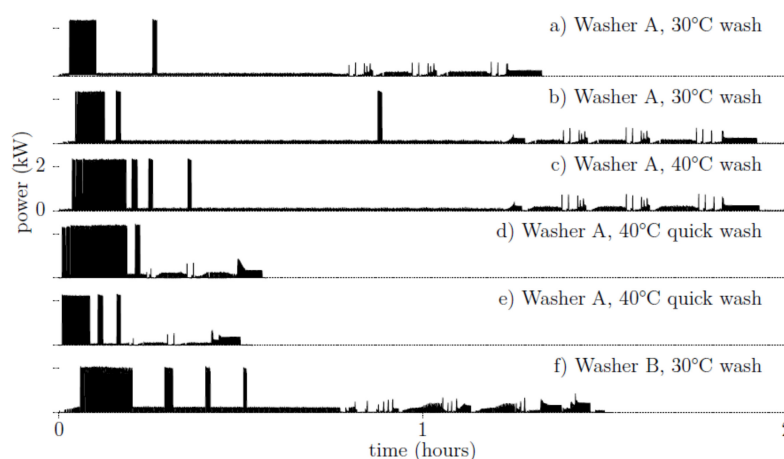 a) Washer A, 30°C wash
b) Washer A, 30°C wash
power (kW)
2
c) Washer A, 40°C wash
0
d) Washer A, 40°C quick wash
e) Washer A, 40°C quick wash
f) Washer B, 30°C wash
0 1 2
time (hours)